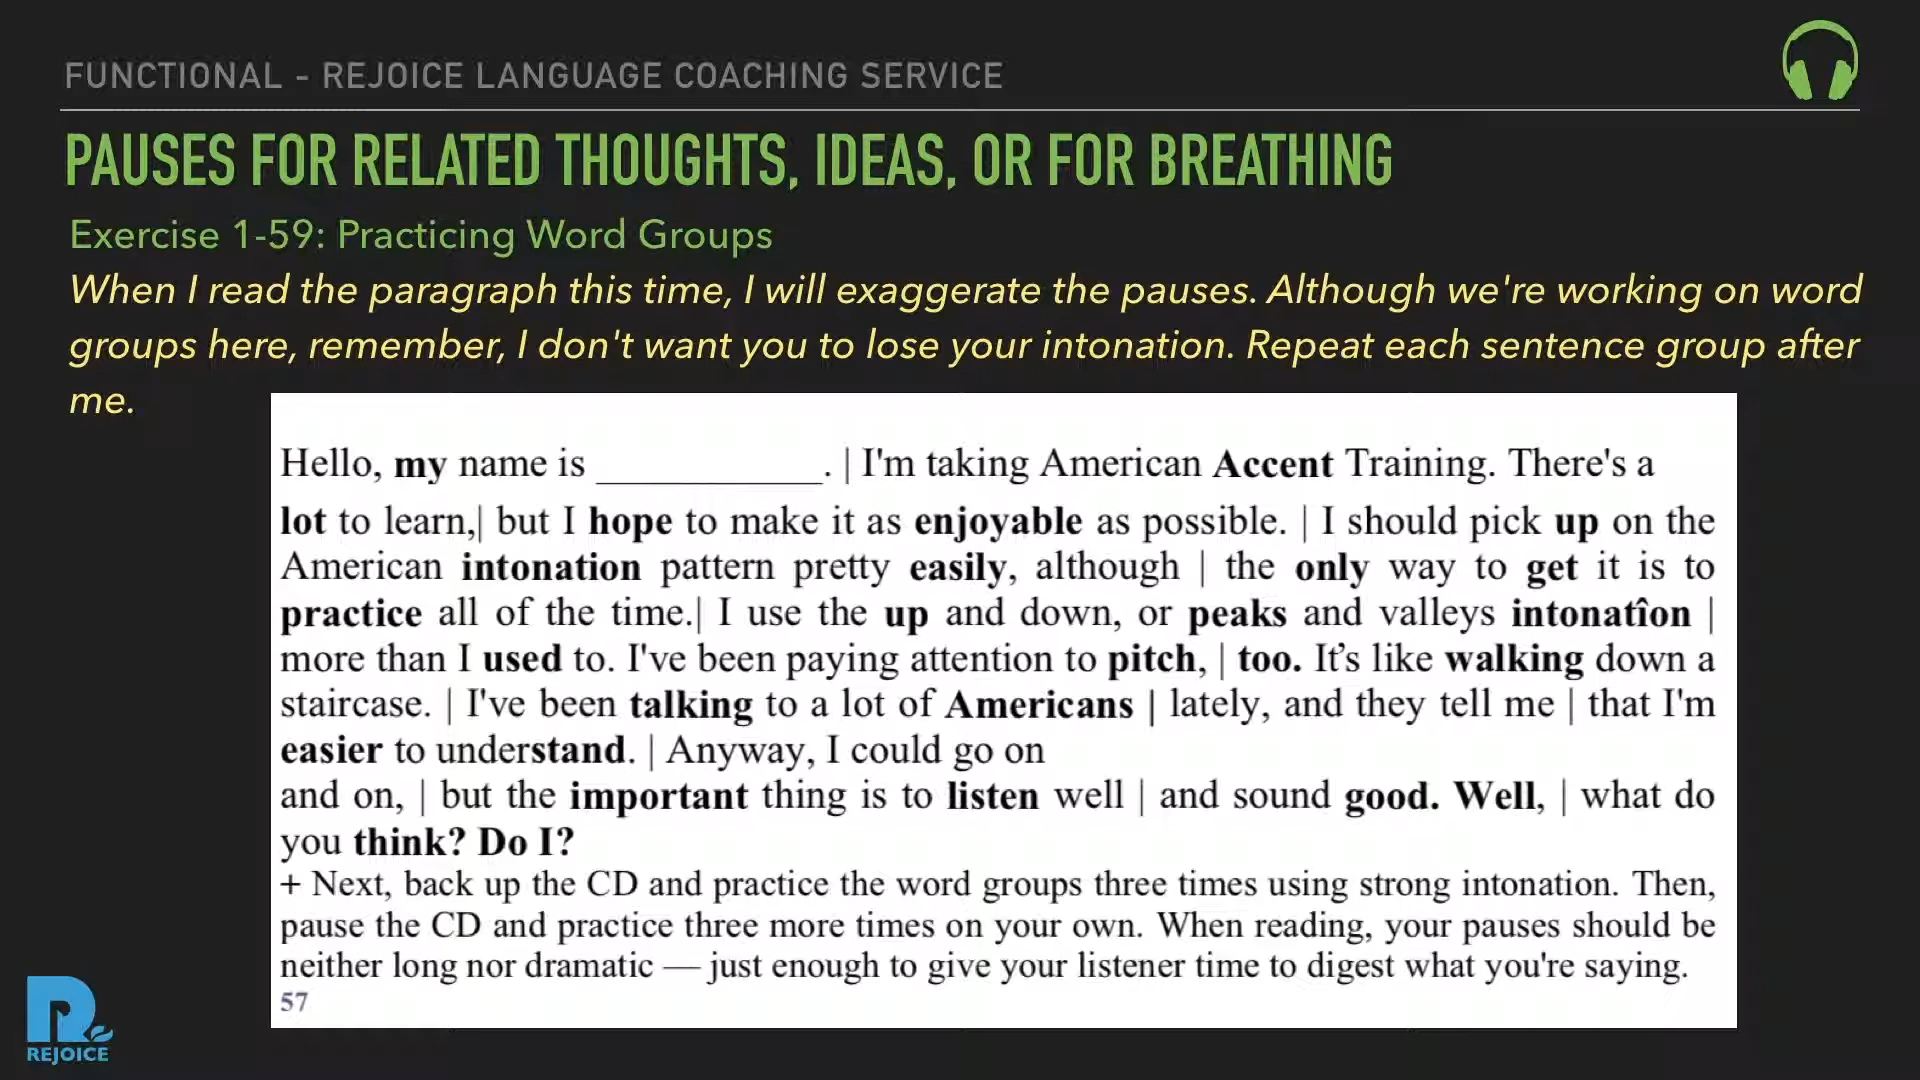 FUNCTIONAL - REJOICE LANGUAGE COACHING SERVICE
PAUSES FOR RELATED THOUGHTS, IDEAS, OR FOR BREATHING
Exercise 1-59: Practicing Word Groups
When I read the paragraph this time, I will exaggerate the pauses. Although we're working on word
groups here, remember, I don't want you to lose your intonation. Repeat each sentence group after
me.
Hello, my name is ____________. | I'm taking American Accent Training. There's a
lot to learn,| but I hope to make it as enjoyable as possible. | I should pick up on the
American intonation pattern pretty easily, although | the only way to get it is to
practice all of the time.| I use the up and down, or peaks and valleys intonatîon |
more than I used to. I've been paying attention to pitch, | too. It's like walking down a
staircase. | I've been talking to a lot of Americans | lately, and they tell me | that I'm
easier to understand. | Anyway, I could go on
and on, | but the important thing is to listen well | and sound good. Well, | what do
you think? Do I?
+ Next, back up the CD and practice the word groups three times using strong intonation. Then,
pause the CD and practice three more times on your own. When reading, your pauses should be
neither long nor dramatic — just enough to give your listener time to digest what you're saying.
57
REJOICE